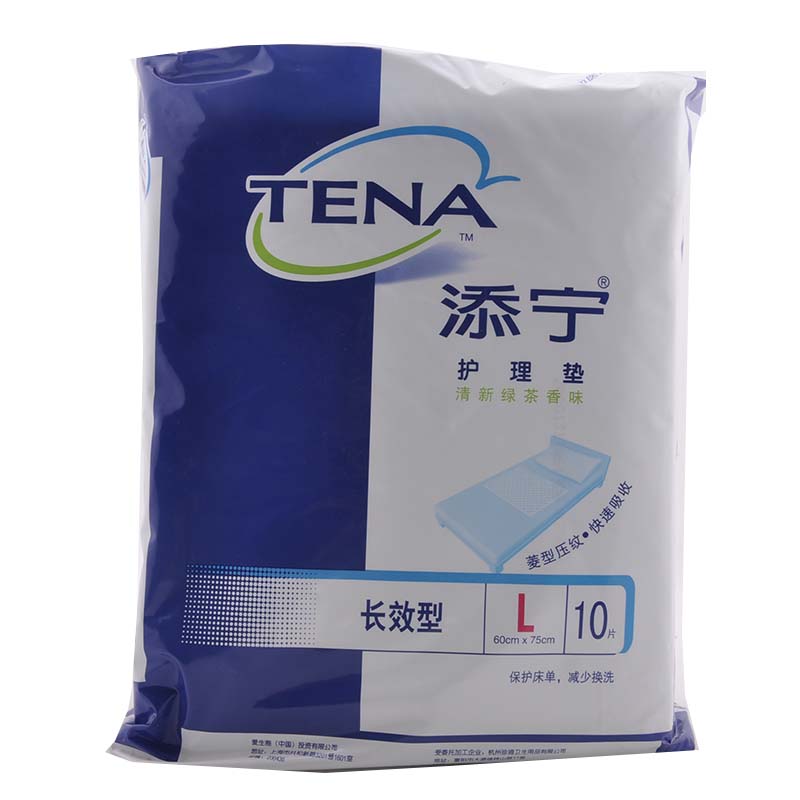 TENA
TM
添宁®
护理垫
清新绿茶香味
菱型压纹•快速吸收
长效型
L
60cm x 75cm
10片
保护床单，减少换洗
爱生雅（中国）投资有限公司